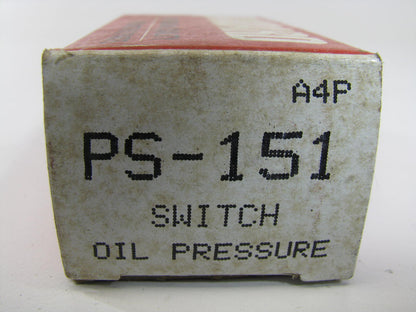 A4P
PS-151
SWITCH
OIL PRESSURE